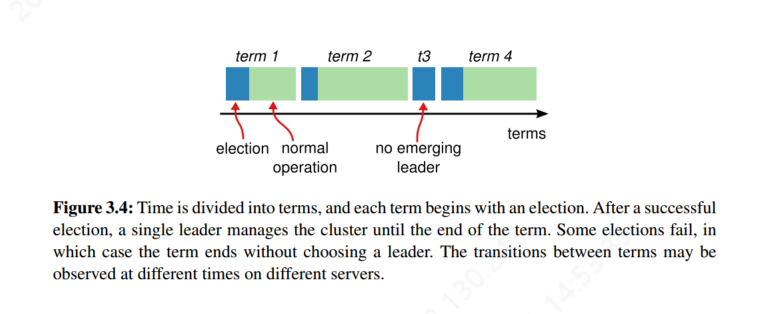 term 1 term 2 t3 term 4
terms
election normal operation no emerging leader
Figure 3.4: Time is divided into terms, and each term begins with an election. After a successful
election, a single leader manages the cluster until the end of the term. Some elections fail, in
which case the term ends without choosing a leader. The transitions between terms may be
observed at different times on different servers.